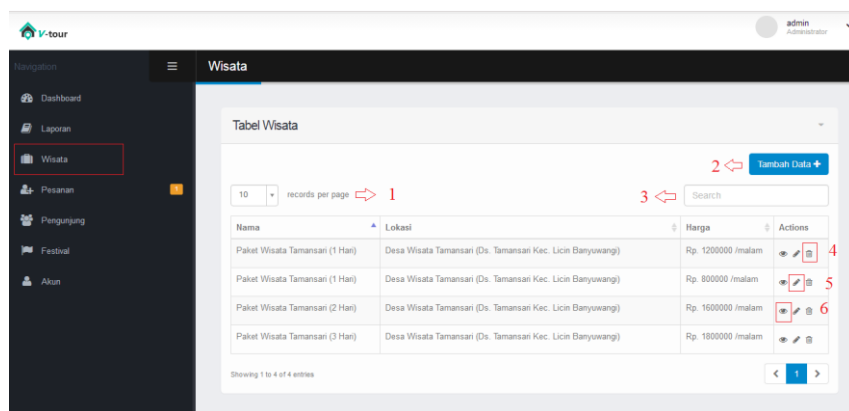 V-tour
admin
Administrator
Navigation
Wisata
Dashboard
Laporan
Wisata
Pesanan 1
Pengunjung
Festival
Akun
Tabel Wisata
2 Tambah Data +
10 records per page 1
3 Search
Nama Lokasi Harga Actions
Paket Wisata Tamansari (1 Hari) Desa Wisata Tamansari (Ds. Tamansari Kec. Licin Banyuwangi) Rp. 1200000 /malam 4
Paket Wisata Tamansari (1 Hari) Desa Wisata Tamansari (Ds. Tamansari Kec. Licin Banyuwangi) Rp. 800000 /malam 5
Paket Wisata Tamansari (2 Hari) Desa Wisata Tamansari (Ds. Tamansari Kec. Licin Banyuwangi) Rp. 1600000 /malam 6
Paket Wisata Tamansari (3 Hari) Desa Wisata Tamansari (Ds. Tamansari Kec. Licin Banyuwangi) Rp. 1800000 /malam
Showing 1 to 4 of 4 entries
< 1 >